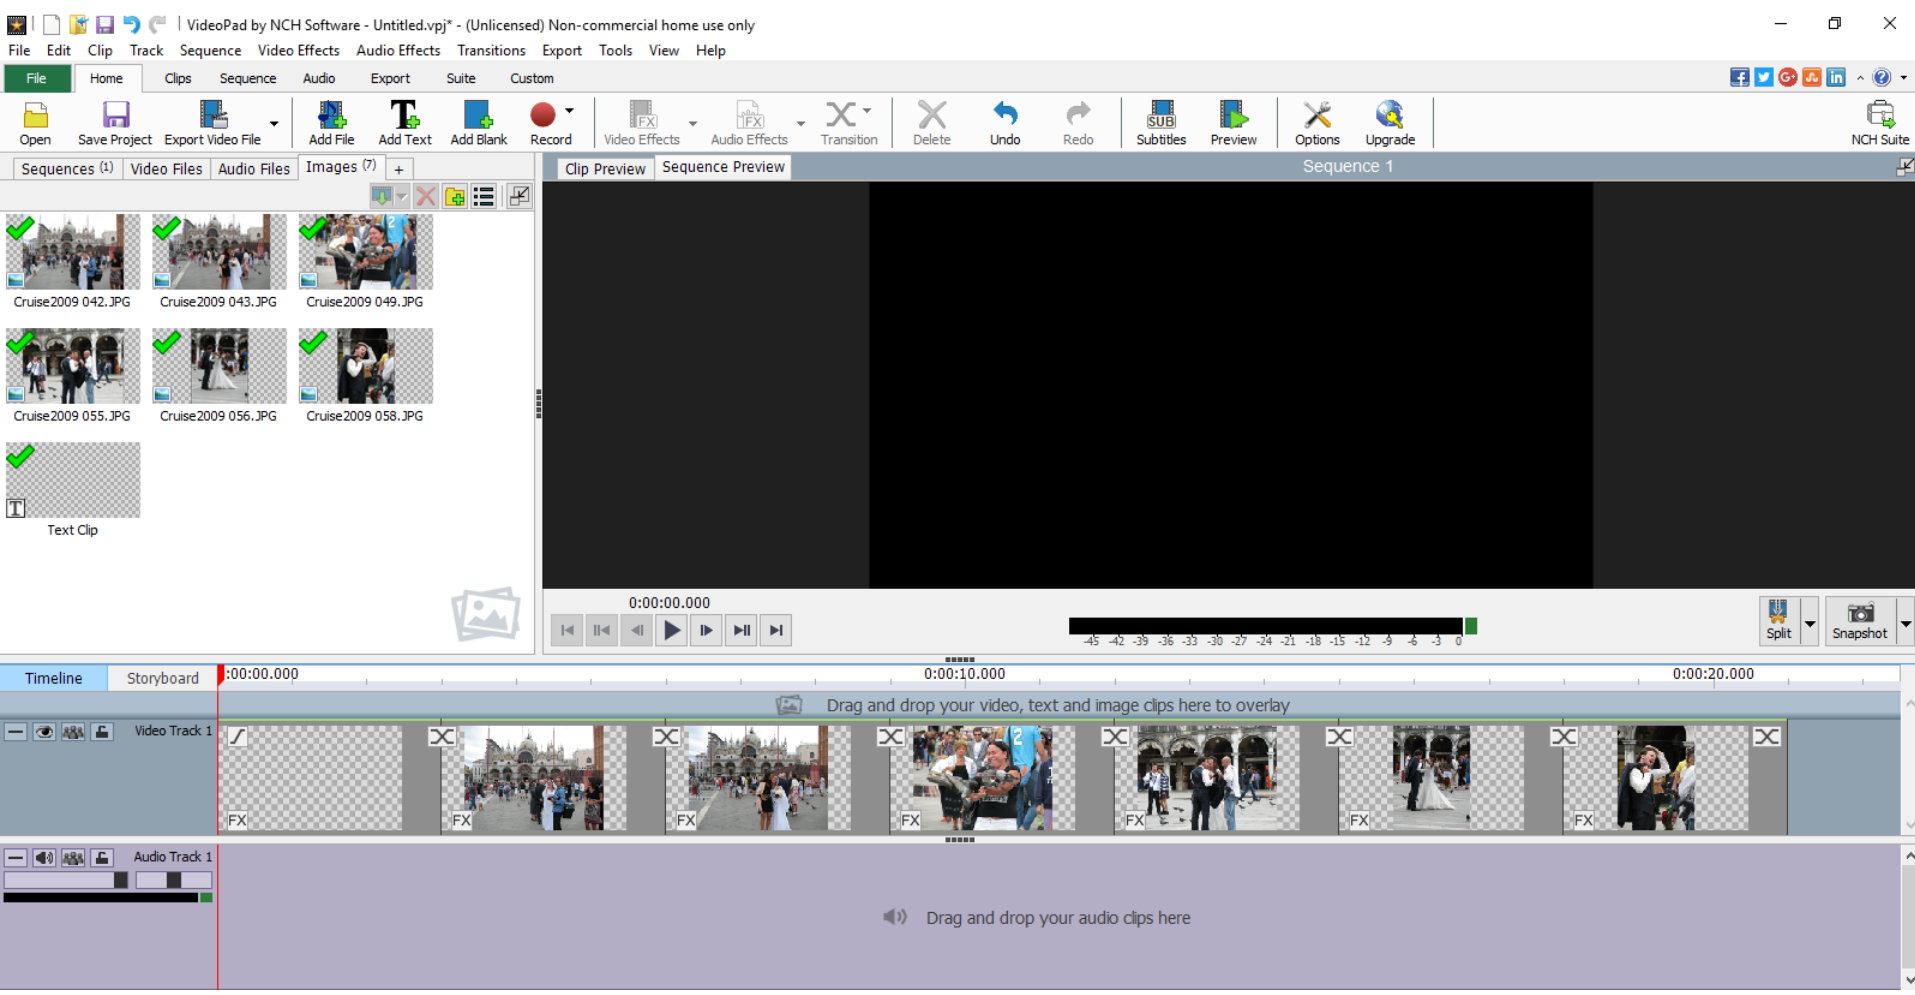 VideoPad by NCH Software - Untitled.vpj* - (Unlicensed) Non-commercial home use only
File Edit Clip Track Sequence Video Effects Audio Effects Transitions Export Tools View Help
File Home Clips Sequence Audio Export Suite Custom
Open Save Project Export Video File Add File Add Text Add Blank Record Video Effects Audio Effects Transition Delete Undo Redo Subtitles Preview Options Upgrade NCH Suite
Sequences (1) Video Files Audio Files Images (7) +
Clip Preview Sequence Preview Sequence 1
Cruise2009 042.JPG Cruise2009 043.JPG Cruise2009 049.JPG
Cruise2009 055.JPG Cruise2009 056.JPG Cruise2009 058.JPG
T
Text Clip
0:00:00.000
-45 -42 -39 -36 -33 -30 -27 -24 -21 -18 -15 -12 -9 -6 -3 0
Split Snapshot
Timeline Storyboard :00:00.000 0:00:10.000 0:00:20.000
Drag and drop your video, text and image clips here to overlay
Video Track 1
FX FX FX FX FX FX FX
Audio Track 1
Drag and drop your audio clips here